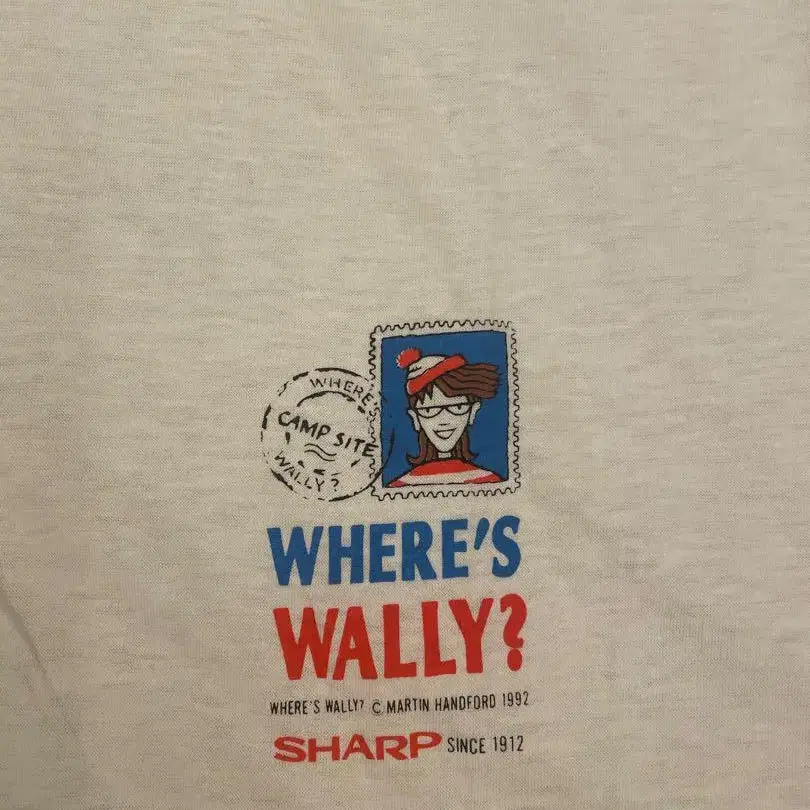 WHERE'S
CAMP SITE
WALLY?
WHERE'S
WALLY?
WHERE'S WALLY? © MARTIN HANDFORD 1992
SHARP SINCE 1912